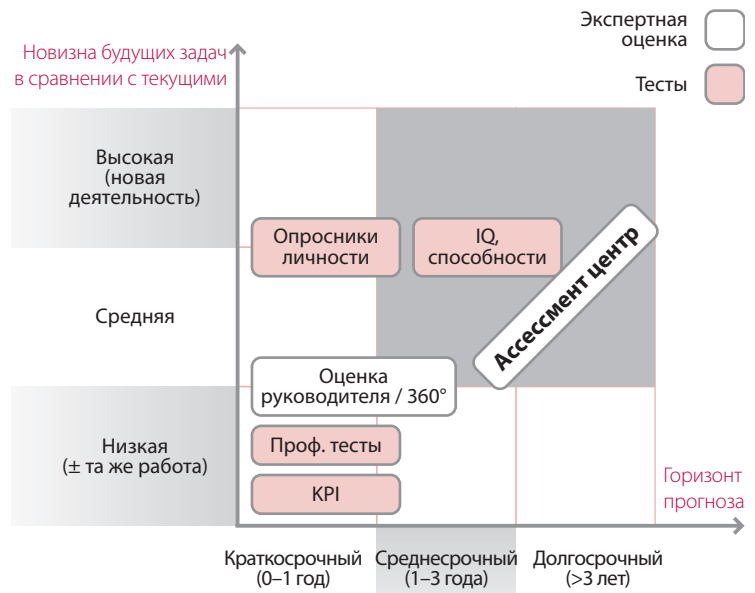 Экспертная
оценка
Тесты
Новизна будущих задач
в сравнении с текущими
Высокая
(новая
деятельность)
Средняя
Низкая
(± та же работа)
Опросники
личности
IQ,
способности
Ассессмент центр
Оценка
руководителя / 360°
Проф. тесты
KPI
Горизонт
прогноза
Краткосрочный
(0–1 год)
Среднесрочный
(1–3 года)
Долгосрочный
(>3 лет)